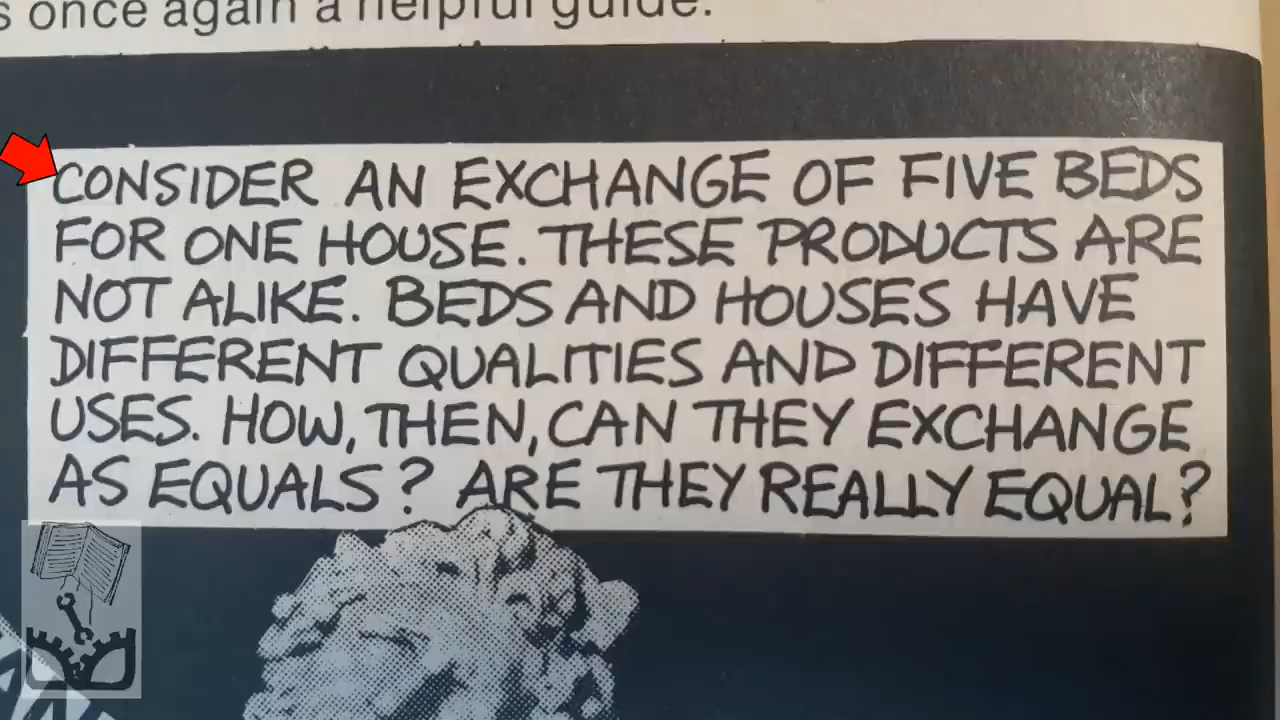 s once again a helpful guide.
CONSIDER AN EXCHANGE OF FIVE BEDS
FOR ONE HOUSE. THESE PRODUCTS ARE
NOT ALIKE. BEDS AND HOUSES HAVE
DIFFERENT QUALITIES AND DIFFERENT
USES. HOW, THEN, CAN THEY EXCHANGE
AS EQUALS? ARE THEY REALLY EQUAL?